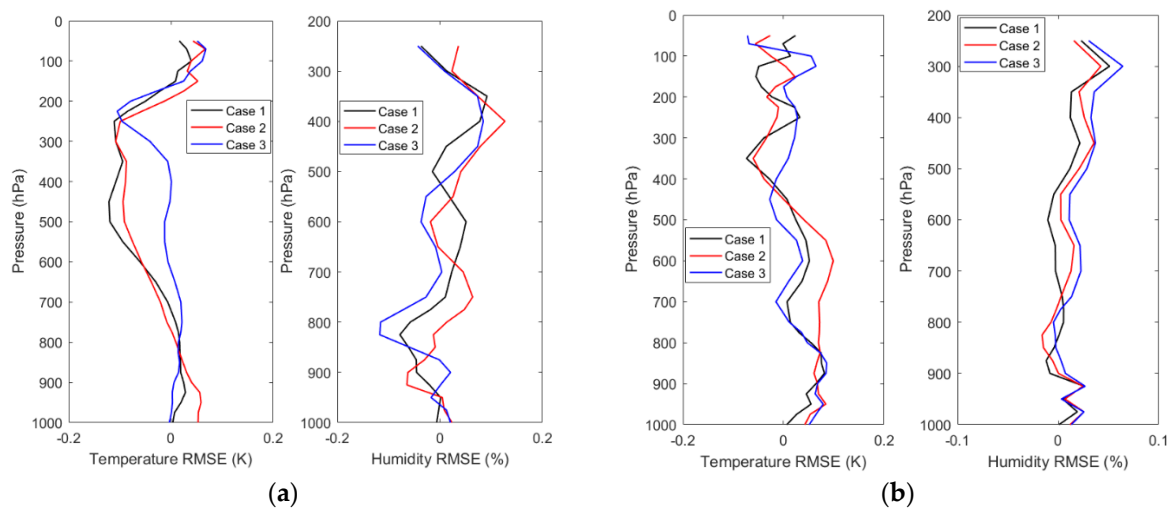 0
100
200
300
400
500
600
700
800
900
1000
Pressure (hPa)
-0.2
0
0.2
Temperature RMSE (K)
Case 1
Case 2
Case 3
200
300
400
500
600
700
800
900
1000
Pressure (hPa)
-0.2
0
0.2
Humidity RMSE (%)
Case 1
Case 2
Case 3
(a)
0
100
200
300
400
500
600
700
800
900
1000
Pressure (hPa)
-0.2
0
0.2
Temperature RMSE (K)
Case 1
Case 2
Case 3
200
300
400
500
600
700
800
900
1000
Pressure (hPa)
-0.1
0
0.1
Humidity RMSE (%)
Case 1
Case 2
Case 3
(b)